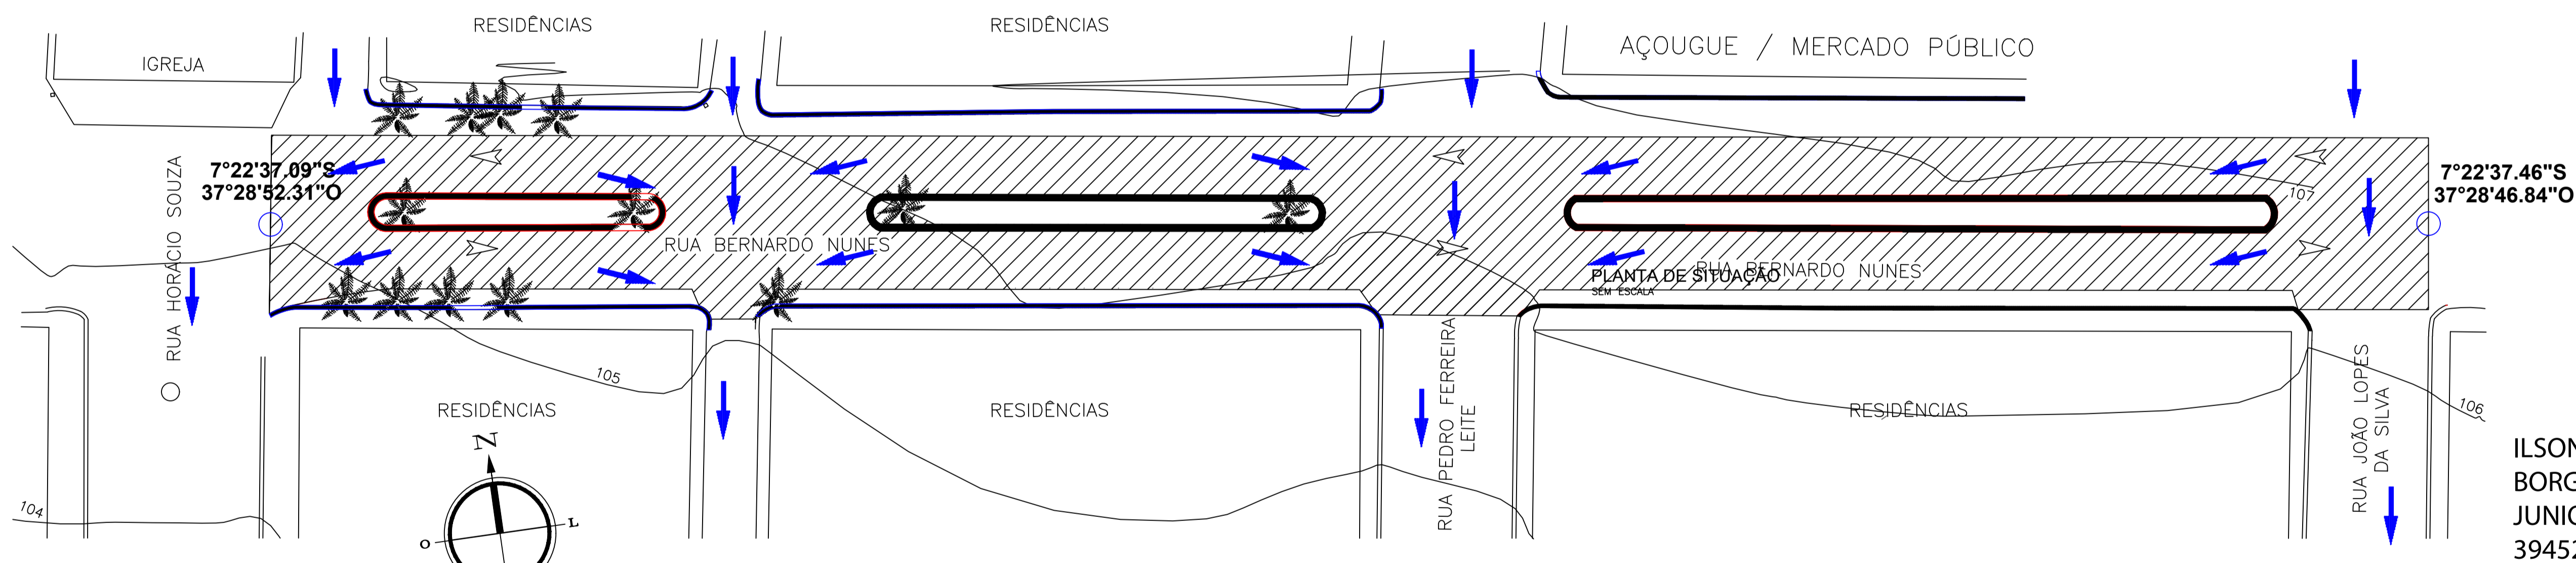 RESIDÊNCIAS
RESIDÊNCIAS
AÇOUGUE / MERCADO PÚBLICO
IGREJA
7°22'37.09"S
37°28'52.31"O
RUA HORÁCIO SOUZA
7°22'37.46"S
37°28'46.84"O
107
RUA BERNARDO NUNES
RUA BERNARDO NUNES
PLANTA DE SITUAÇÃO
SEM ESCALA
105
RESIDÊNCIAS
RESIDÊNCIAS
RUA PEDRO FERREIRA
LEITE
RESIDÊNCIAS
RUA JOÃO LOPES
DA SILVA
106
104
N
L
O
ILSON
BORG
JUNIO
39452